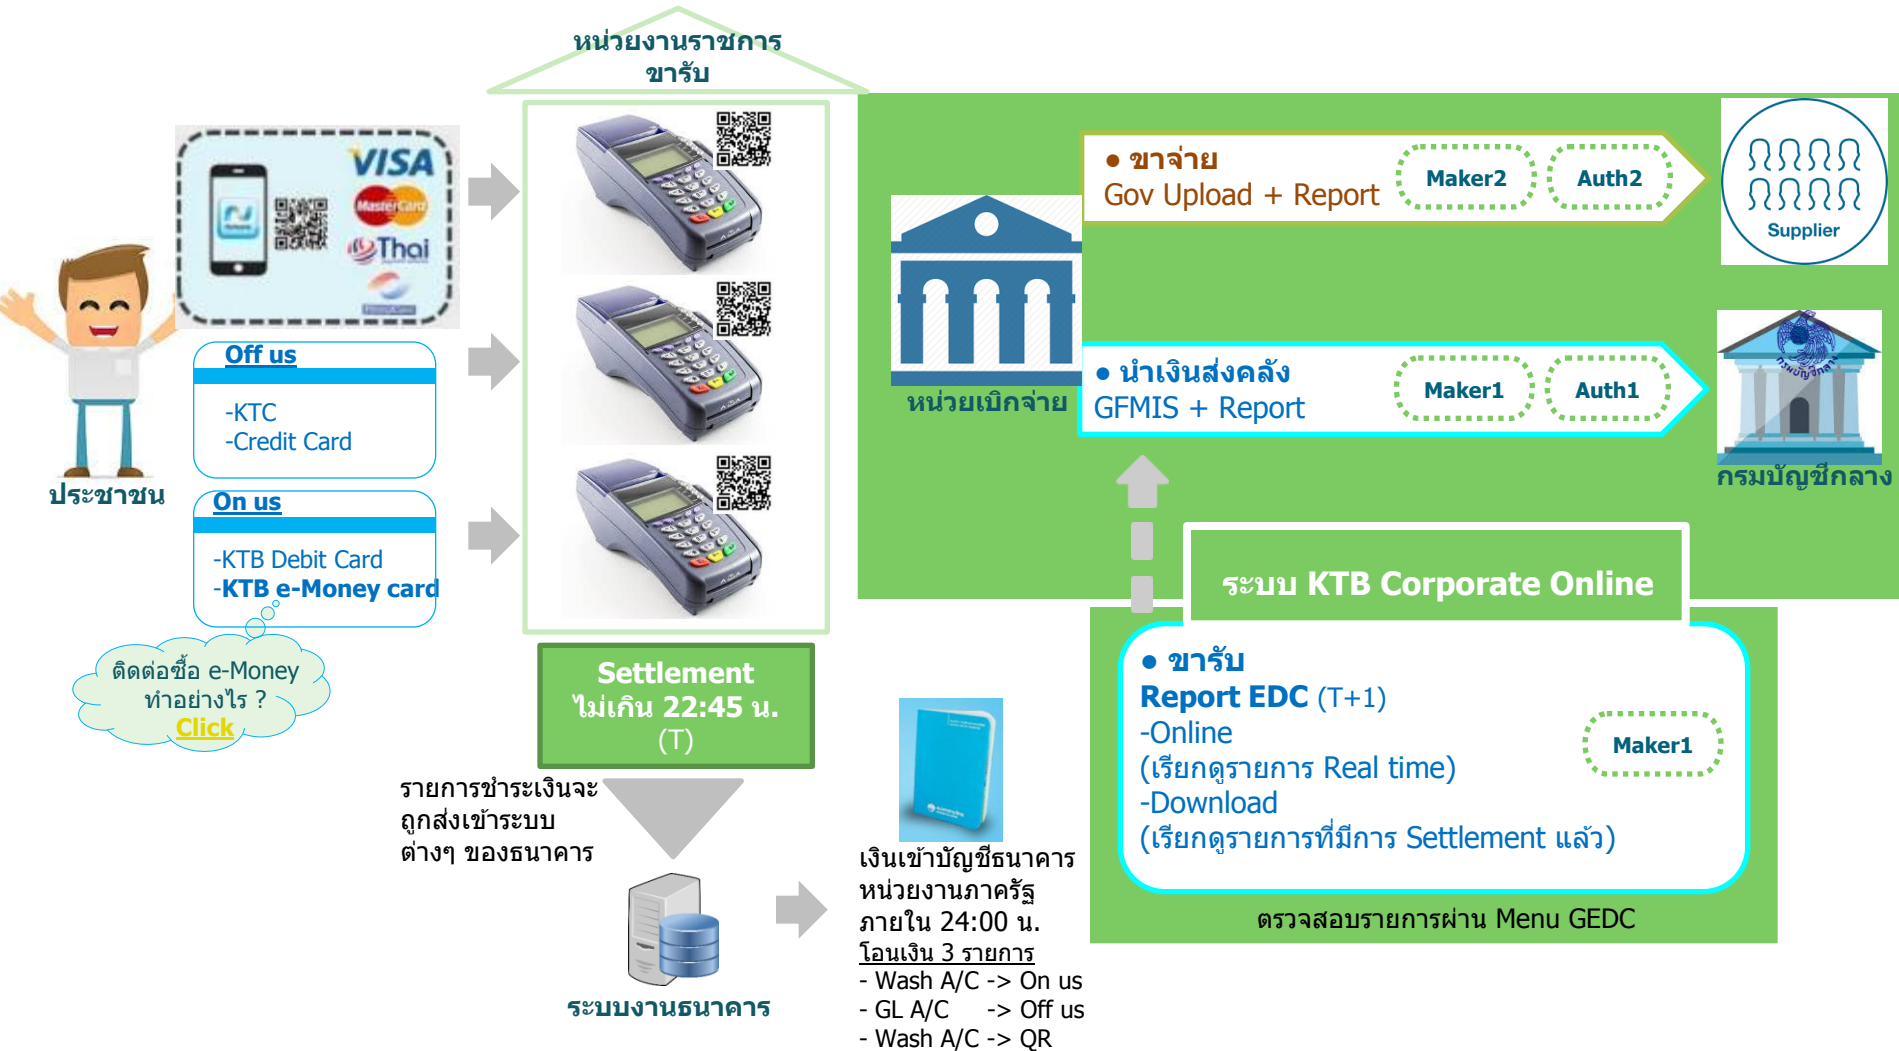 หน่วยงานราชการ
ขารับ
VISA
MasterCard
Thai
ประชาชน
Off us
-KTC
-Credit Card
On us
-KTB Debit Card
-KTB e-Money card
ติดต่อซื้อ e-Money
ทำอย่างไร ?
Click
Settlement
ไม่เกิน 22:45 น.
(T)
รายการชำระเงินจะ
ถูกส่งเข้าระบบ
ต่างๆ ของธนาคาร
ระบบงานธนาคาร
เงินเข้าบัญชีธนาคาร
หน่วยงานภาครัฐ
ภายใน 24:00 น.
โอนเงิน 3 รายการ
- Wash A/C -> On us
- GL A/C -> Off us
- Wash A/C -> QR
หน่วยเบิกจ่าย
● ขาจ่าย
Gov Upload + Report
Maker2
Auth2
Supplier
● นำเงินส่งคลัง
GFMIS + Report
Maker1
Auth1
กรมบัญชีกลาง
กรมบัญชีกลาง
ระบบ KTB Corporate Online
● ขารับ
Report EDC (T+1)
-Online
(เรียกดูรายการ Real time)
-Download
(เรียกดูรายการที่มีการ Settlement แล้ว)
Maker1
ตรวจสอบรายการผ่าน Menu GEDC